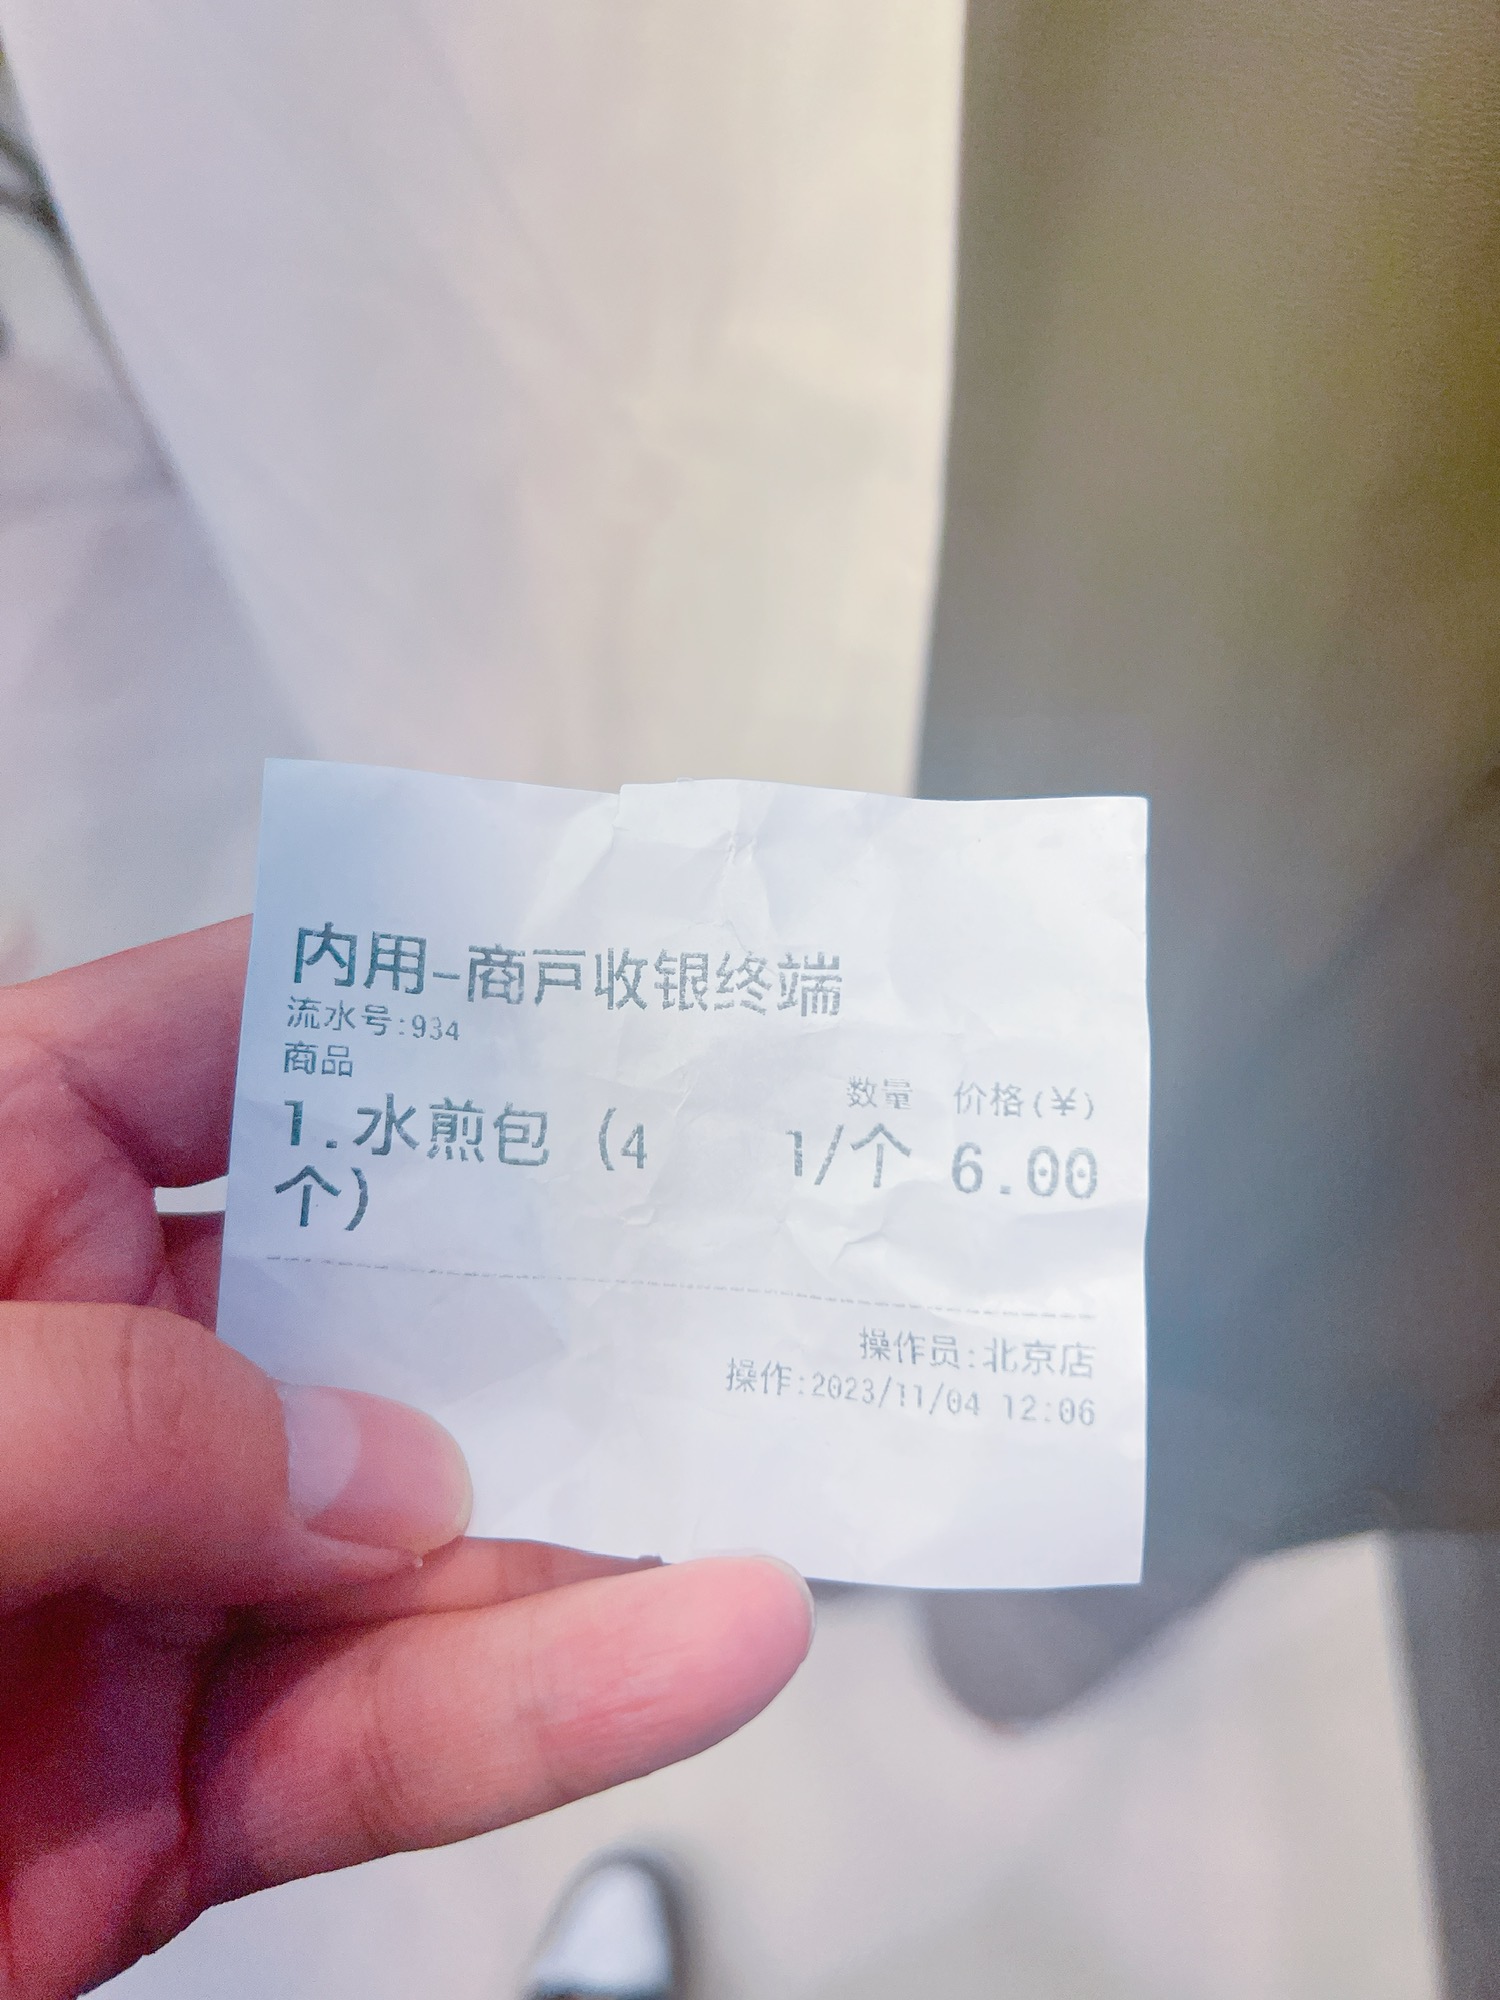 内用-商户收银终端
流水号:934
商品 数量 价格(¥)
1.水煎包 (4 1/个 6.00
个)
操作员:北京店
操作:2023/11/04 12:06